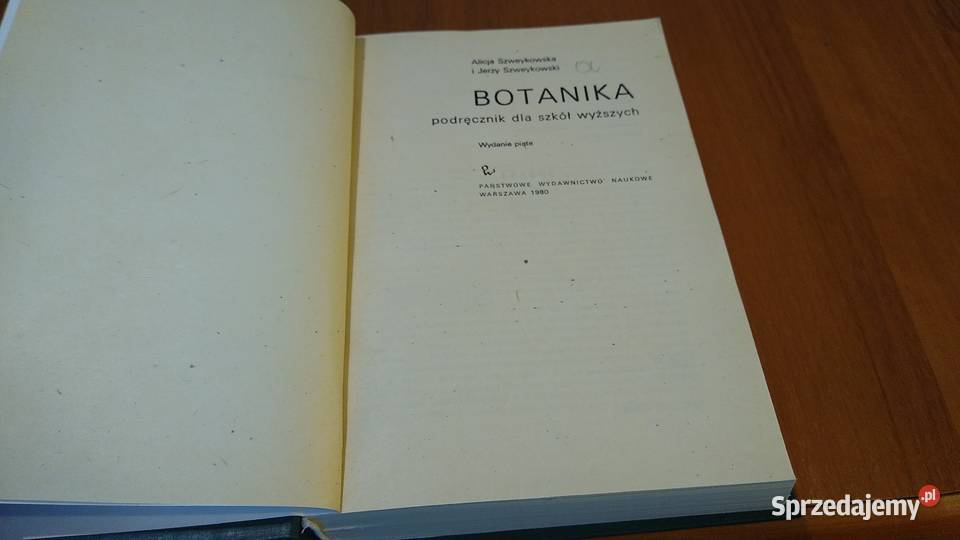 Alicja Szweykowska
i Jerzy Szweykowski
BOTANIKA
podręcznik dla szkół wyższych
Wydanie piąte
PAŃSTWOWE WYDAWNICTWO NAUKOWE
WARSZAWA 1980
Sprzedajemy.pl